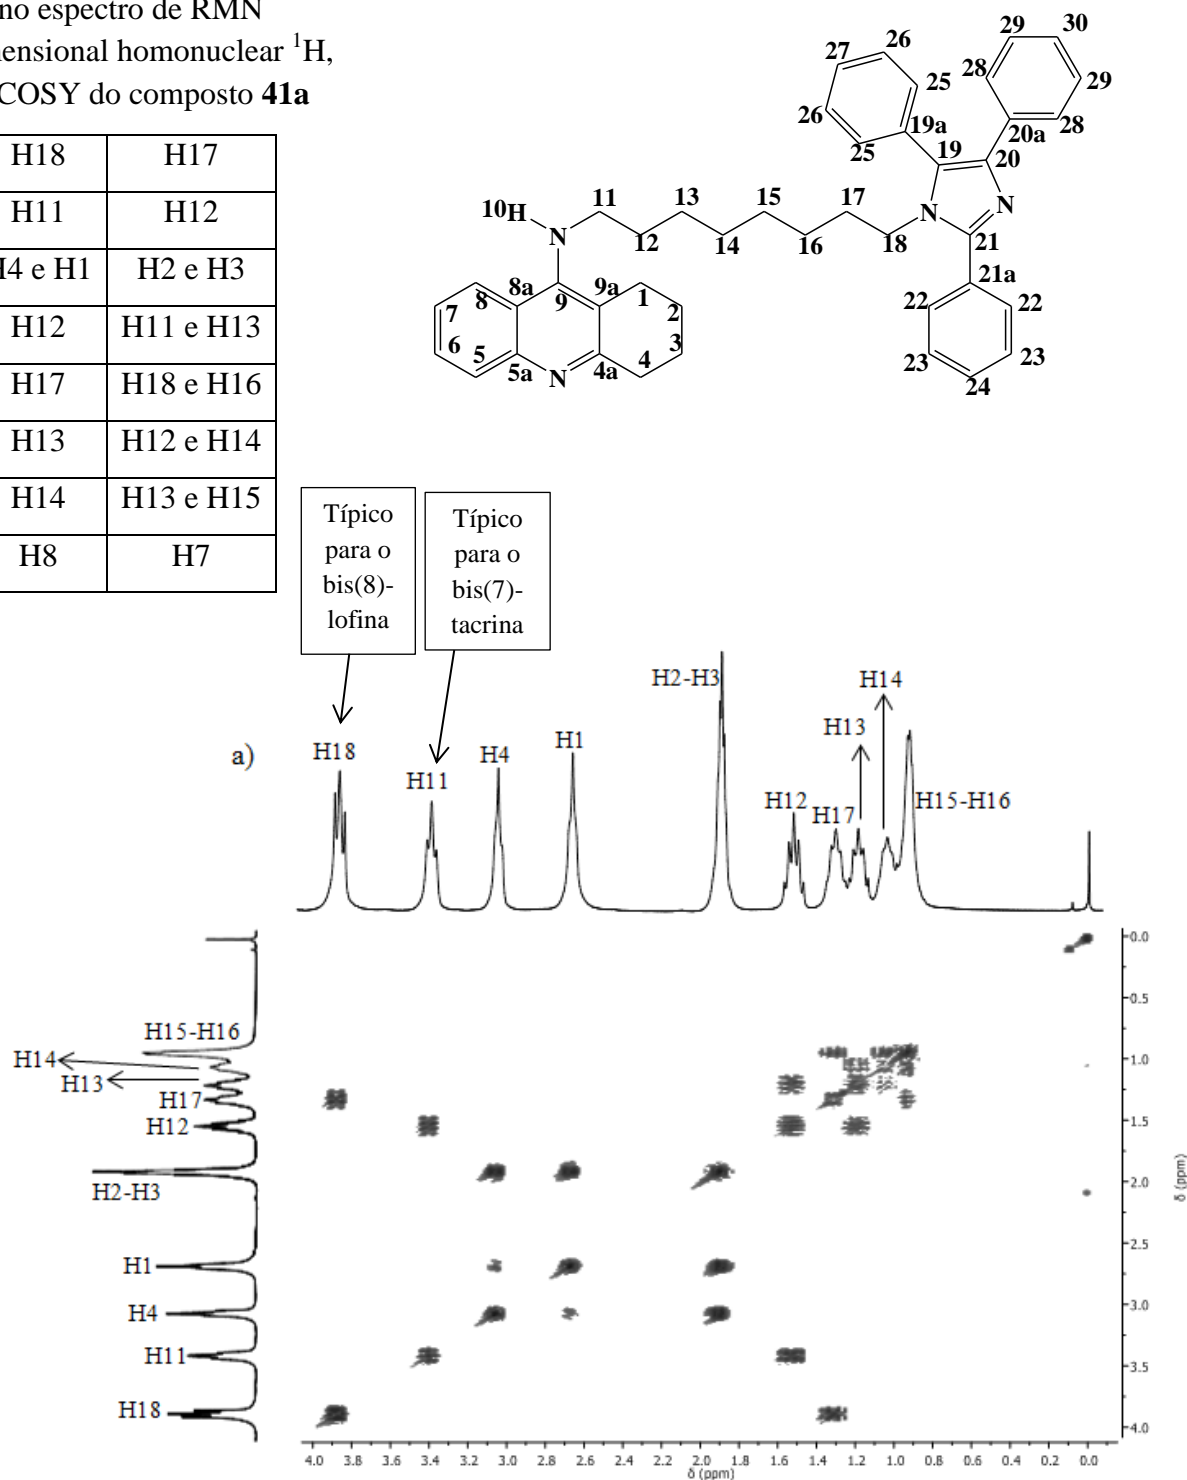 no espectro de RMN
homonuclear ¹H,
COSY do composto 41a
H18 H17
H11 H12
e H1 H2 e H3
H12 H11 e H13
H17 H18 e H16
H13 H12 e H14
H14 H13 e H15
H8 H7
29 30
26 28
27 25 29
26 19a 20a 28
25 19 20
10H 11 13 15 17 N N
N 12 14 16 18 21
21a
8 8a 9 9a 1 22 22
7 2
6 5 3 23 23
5a N 4a 4 24
Típico
para o
bis(8)-
lofina
Típico
para o
bis(7)-
tacrina
a)
H18
H11
H4
H1
H2-H3
H12
H17
H13
H14
H15-H16
H15-H16
H14
H13
H17
H12
H2-H3
H1
H4
H11
H18
0.0
0.5
1.0
1.5
2.0
2.5
3.0
3.5
4.0
δ (ppm)
4.0 3.8 3.6 3.4 3.2 3.0 2.8 2.6 2.4 2.2 2.0 1.8 1.6 1.4 1.2 1.0 0.8 0.6 0.4 0.2 0.0
δ (ppm)